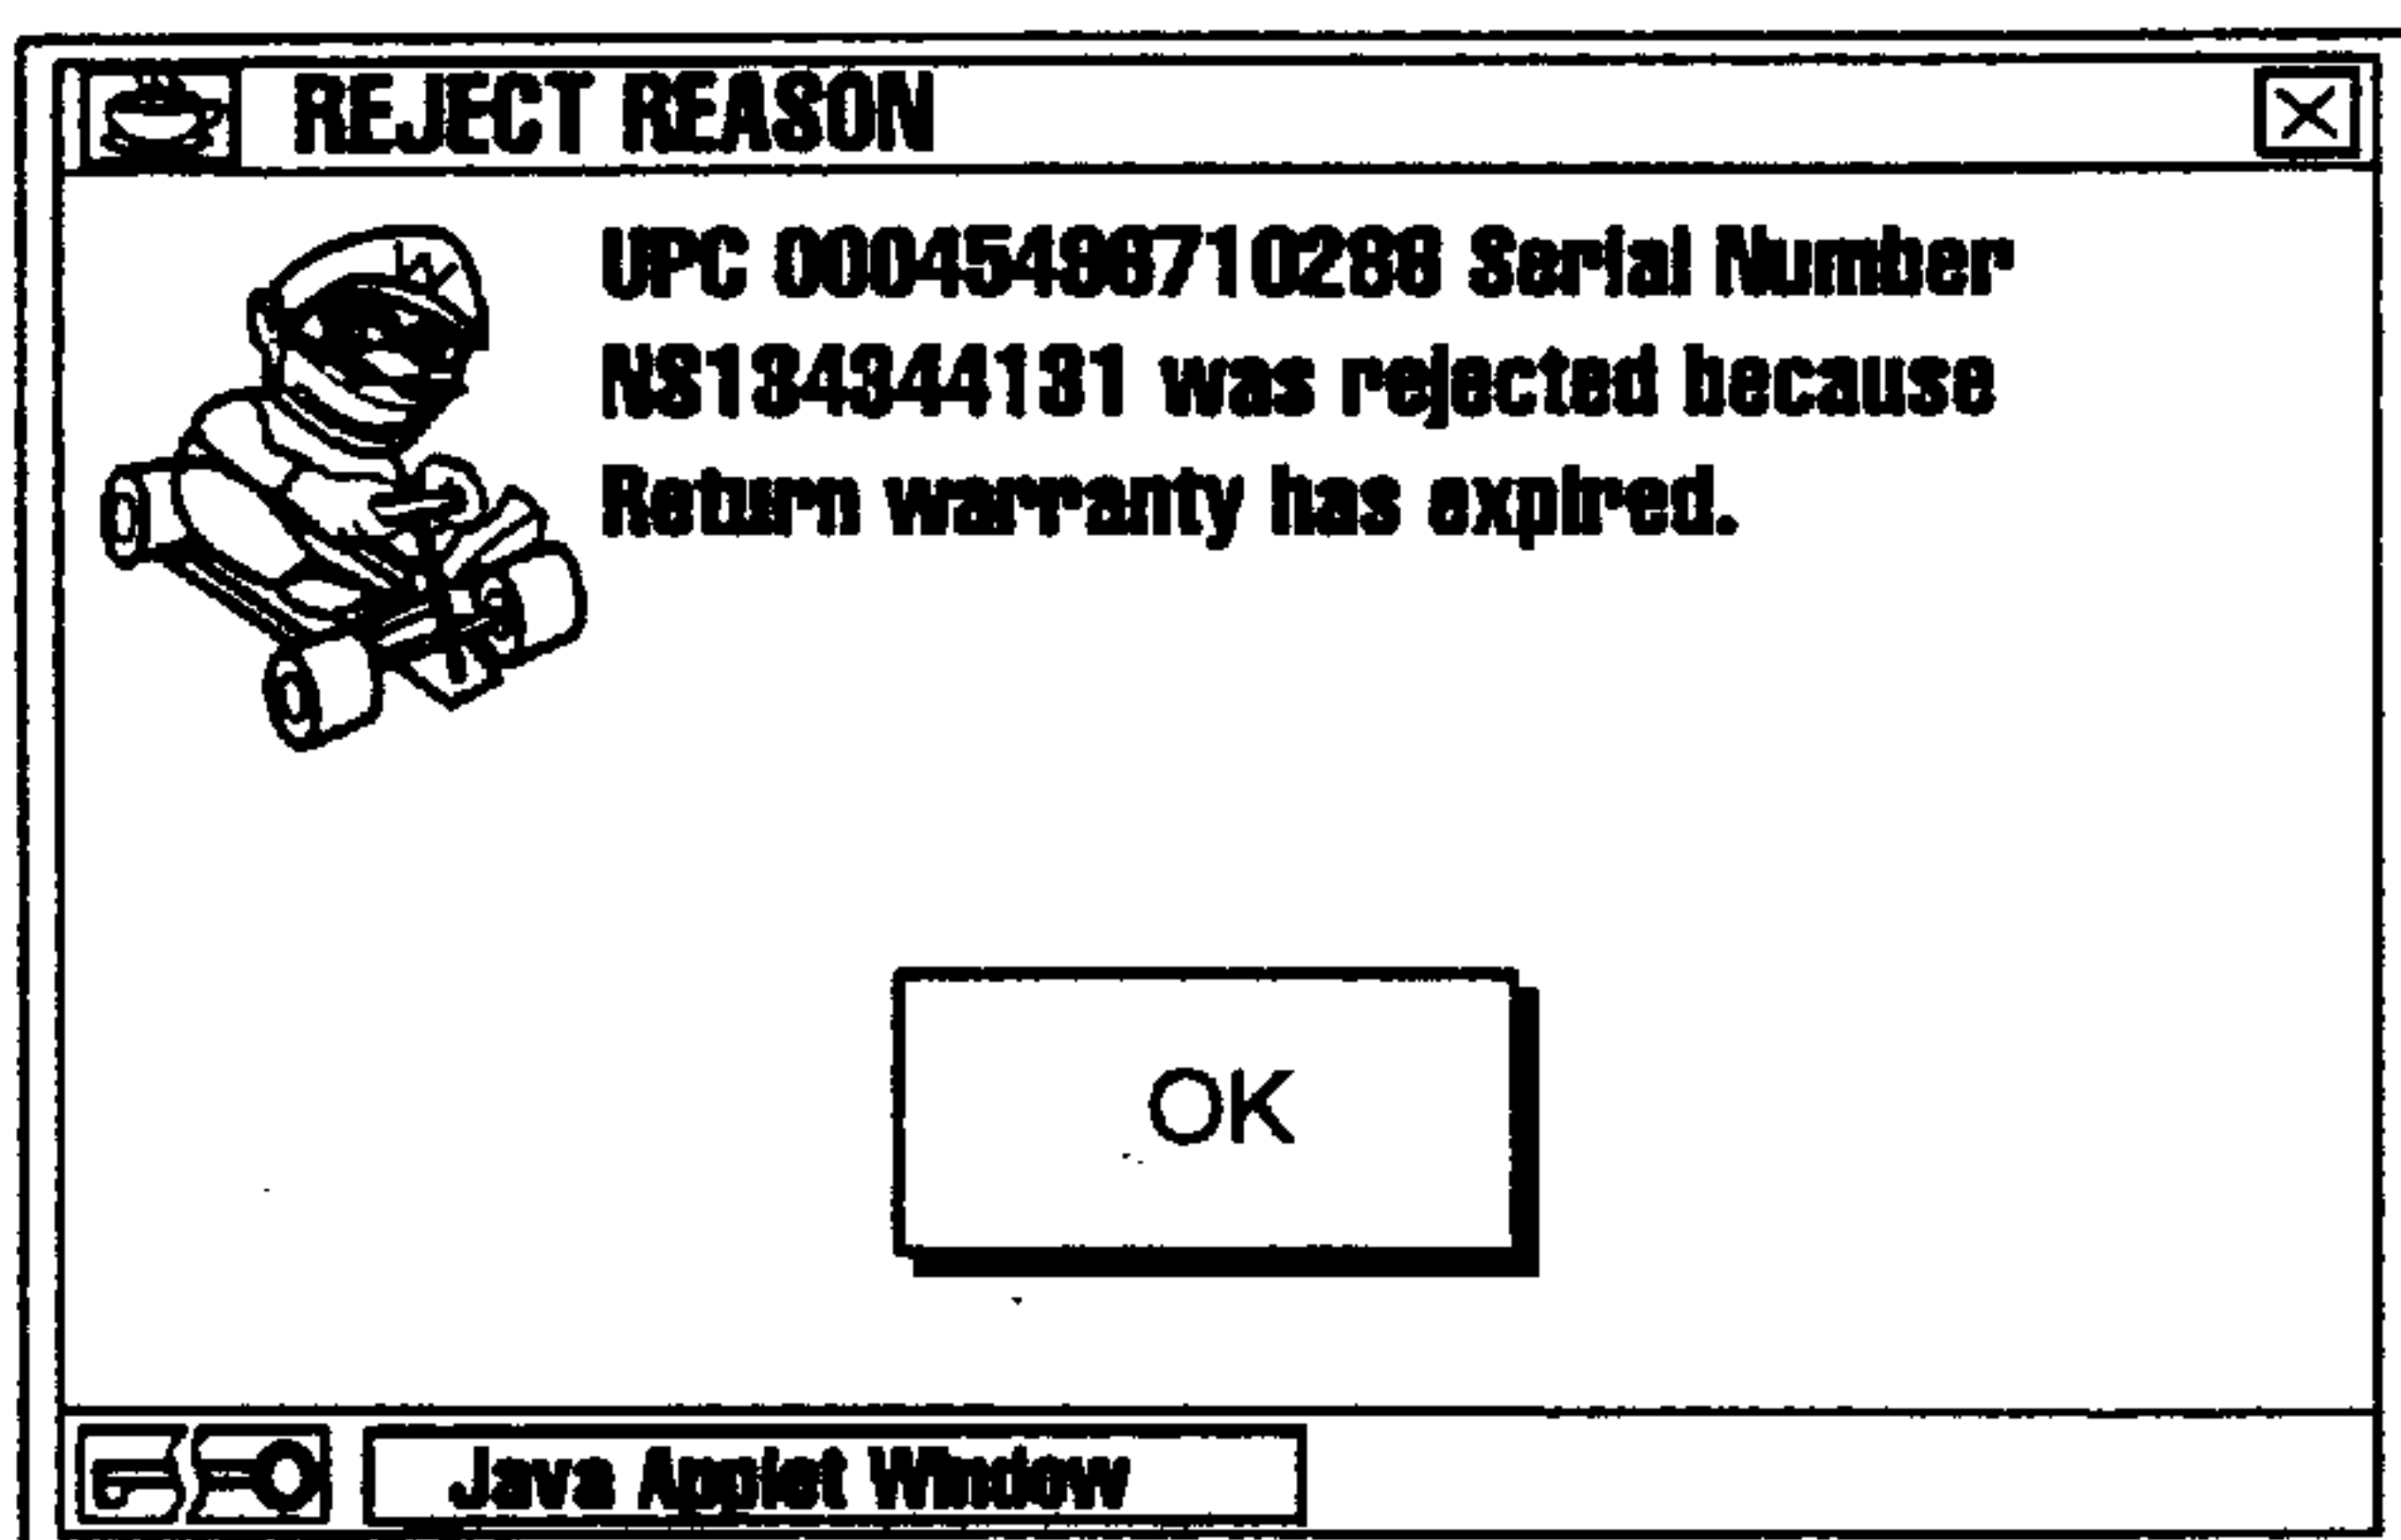 REJECT REASON
UPC 00045496710288 Serial Number
NS134344131 was rejected because
Return warranty has expired.
OK
Java Applet Window